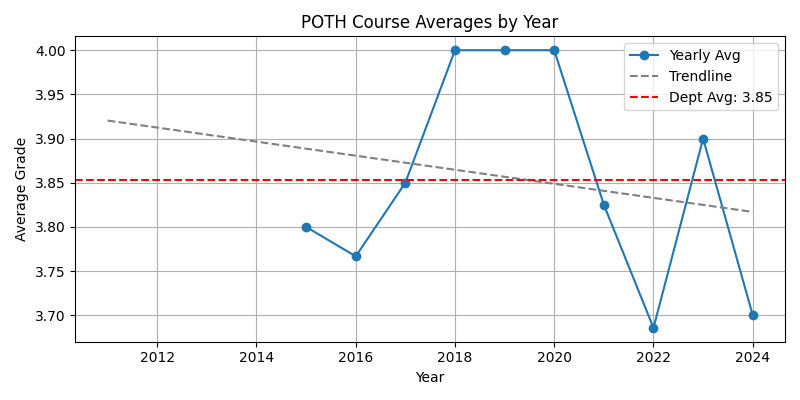 POTH Course Averages by Year
Yearly Avg
Trendline
Dept Avg: 3.85
4.00
3.95
3.90
3.85
3.80
3.75
3.70
Average Grade
2012 2014 2016 2018 2020 2022 2024
Year